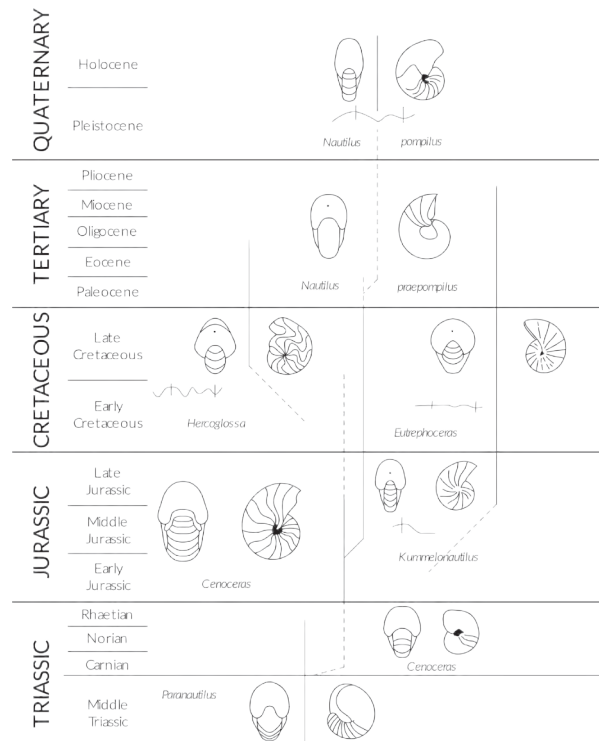 QUATERNARY
Holocene
Pleistocene
Nautilus pompilus
TERTIARY
Pliocene
Miocene
Oligocene
Eocene
Paleocene
Nautilus praepompilus
CRETACEOUS
Late
Cretaceous
Early
Cretaceous
Hercoglossa
Eutrephoceras
JURASSIC
Late
Jurassic
Middle
Jurassic
Early
Jurassic
Cenoceras
Kummelonautilus
TRIASSIC
Rhaetian
Norian
Carnian
Cenoceras
Middle
Triassic
Paranautilus